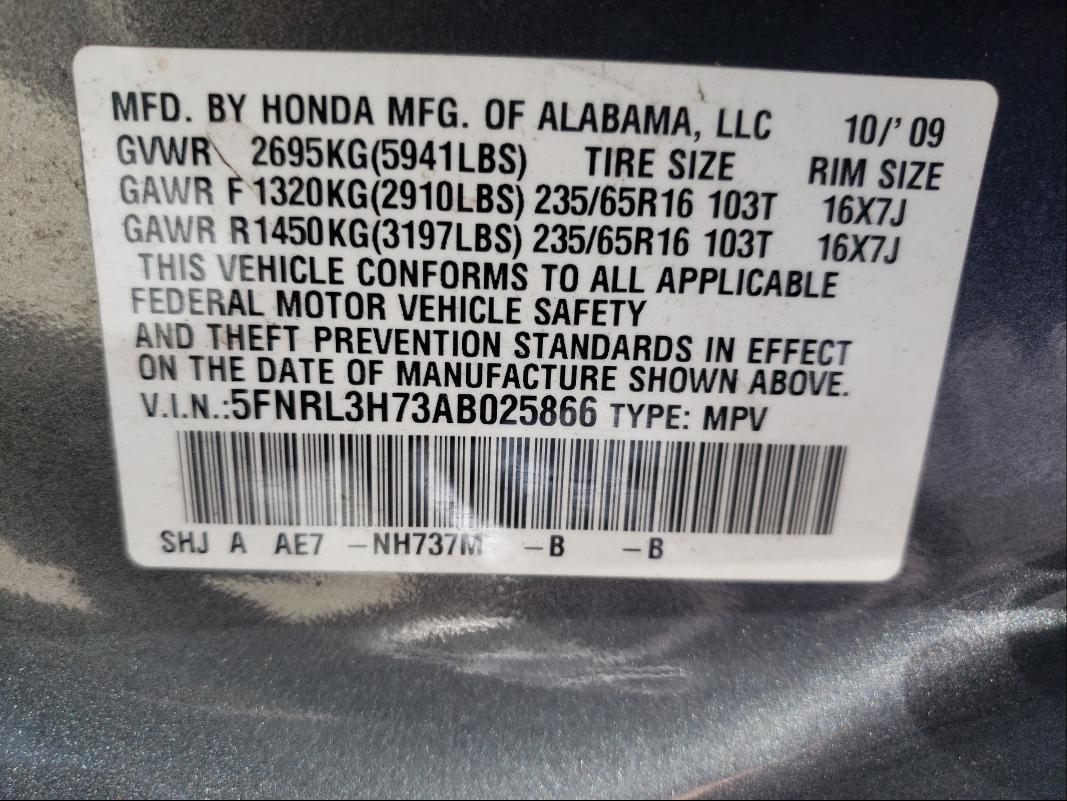 MFD. BY HONDA MFG. OF ALABAMA, LLC 10/' 09
GVWR 2695KG(5941LBS) TIRE SIZE RIM SIZE
GAWR F 1320KG(2910LBS) 235/65R16 103T 16X7J
GAWR R1450KG(3197LBS) 235/65R16 103T 16X7J
THIS VEHICLE CONFORMS TO ALL APPLICABLE
FEDERAL MOTOR VEHICLE SAFETY
AND THEFT PREVENTION STANDARDS IN EFFECT
ON THE DATE OF MANUFACTURE SHOWN ABOVE.
V.I.N.:5FNRL3H73AB025866 TYPE: MPV
SHJ A AE7 -NH737M -B -B